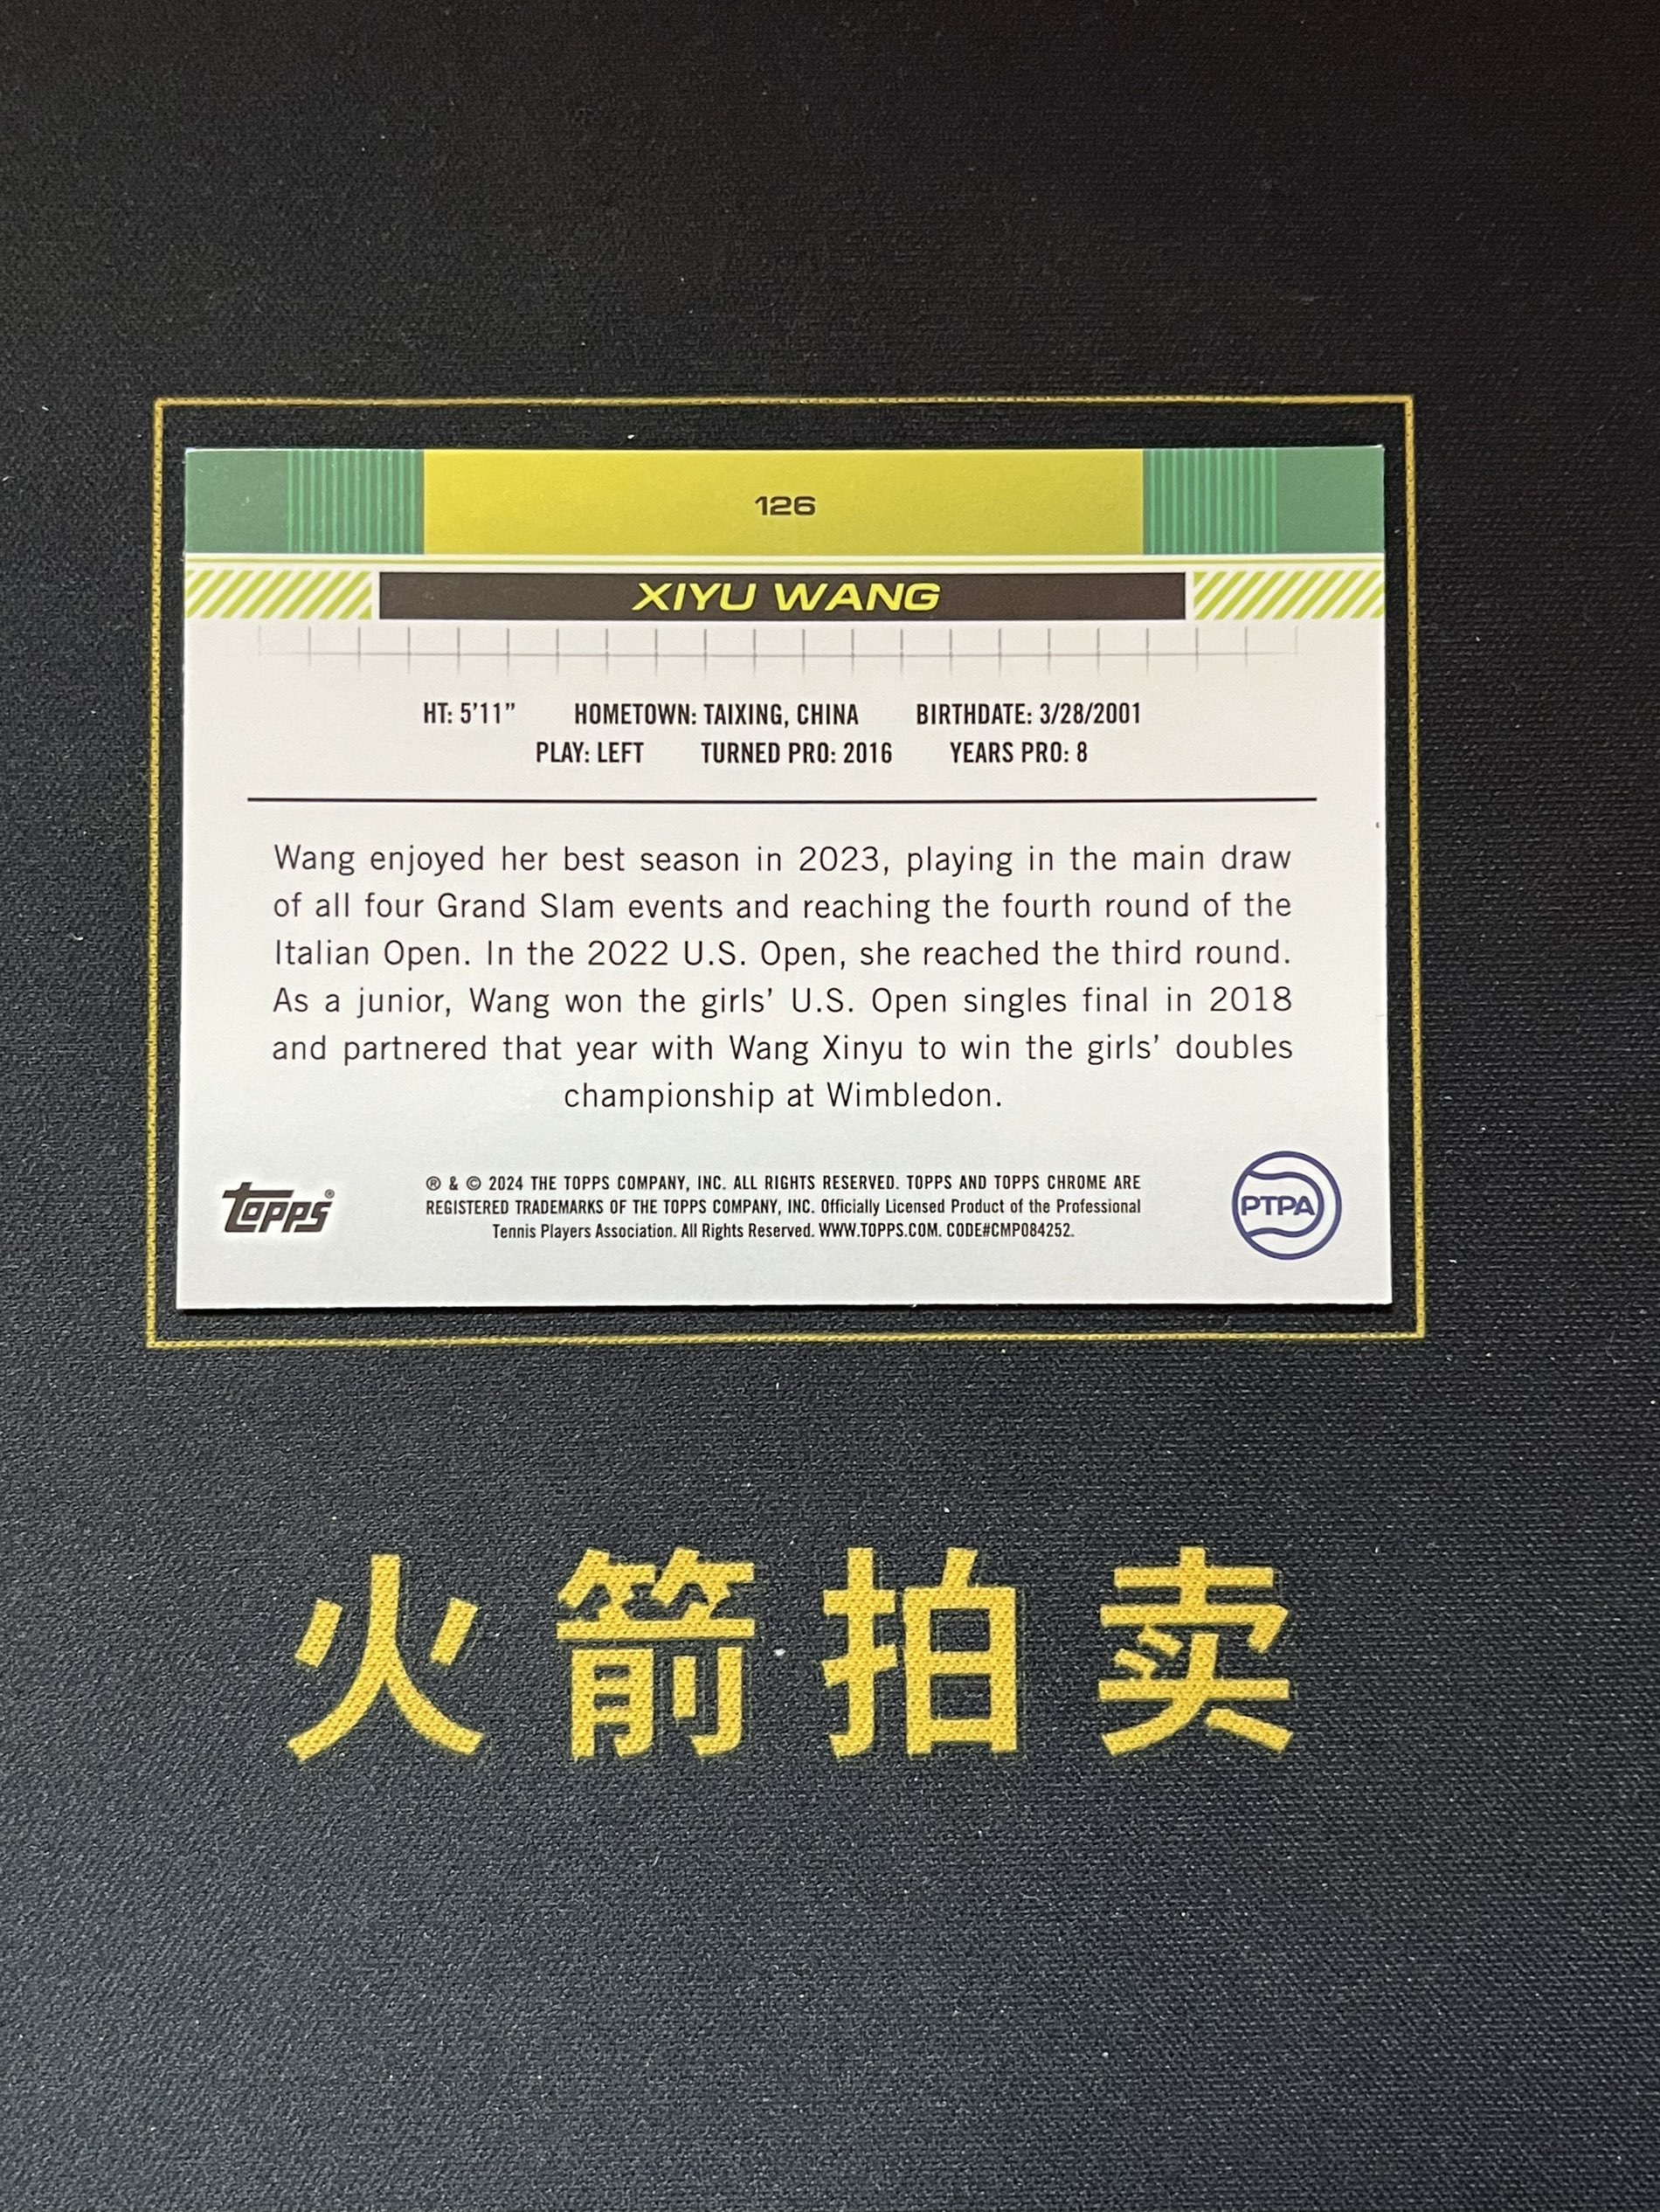 126
XIYU WANG
HT: 5'11" HOMETOWN: TAIXING, CHINA BIRTHDATE: 3/28/2001
PLAY: LEFT TURNED PRO: 2016 YEARS PRO: 8
Wang enjoyed her best season in 2023, playing in the main draw
of all four Grand Slam events and reaching the fourth round of the
Italian Open. In the 2022 U.S. Open, she reached the third round.
As a junior, Wang won the girls' U.S. Open singles final in 2018
and partnered that year with Wang Xinyu to win the girls' doubles
championship at Wimbledon.
Topps®
® & © 2024 THE TOPPS COMPANY, INC. ALL RIGHTS RESERVED. TOPPS AND TOPPS CHROME ARE
REGISTERED TRADEMARKS OF THE TOPPS COMPANY, INC. Officially Licensed Product of the Professional
Tennis Players Association. All Rights Reserved. WWW.TOPPS.COM. CODE#CMP084252.
PTPA
火箭拍卖